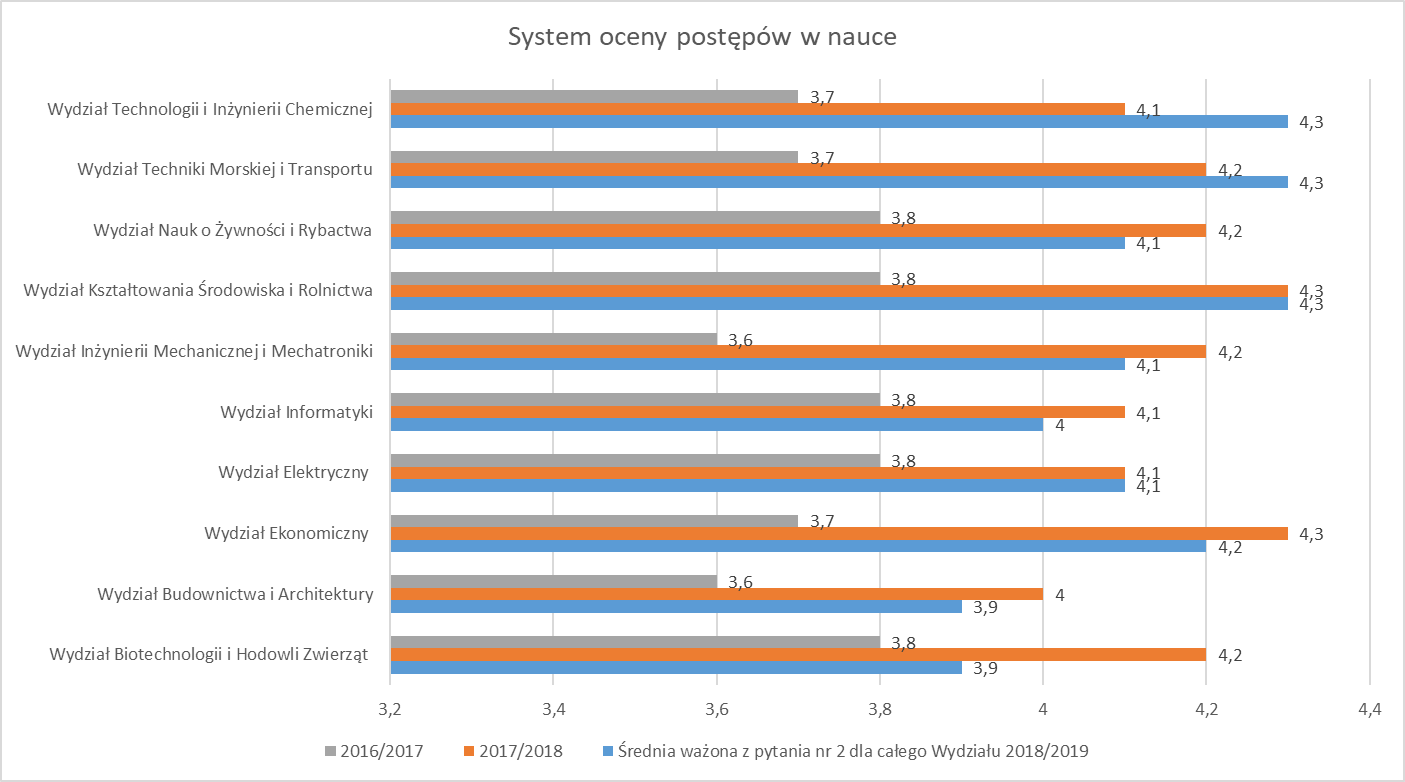 System oceny postępów w nauce
Wydział Technologii i Inżynierii Chemicznej
3,7
4,1
4,3
Wydział Techniki Morskiej i Transportu
3,7
4,2
4,3
Wydział Nauk o Żywności i Rybactwa
3,8
4,2
4,1
Wydział Kształtowania Środowiska i Rolnictwa
3,8
4,3
4,3
Wydział Inżynierii Mechanicznej i Mechatroniki
3,6
4,2
4,1
Wydział Informatyki
3,8
4,1
4
Wydział Elektryczny
3,8
4,1
4,1
Wydział Ekonomiczny
3,7
4,3
4,2
Wydział Budownictwa i Architektury
3,6
4
3,9
Wydział Biotechnologii i Hodowli Zwierząt
3,8
4,2
3,9
3,2 3,4 3,6 3,8 4 4,2 4,4
2016/2017 2017/2018 Średnia ważona z pytania nr 2 dla całego Wydziału 2018/2019